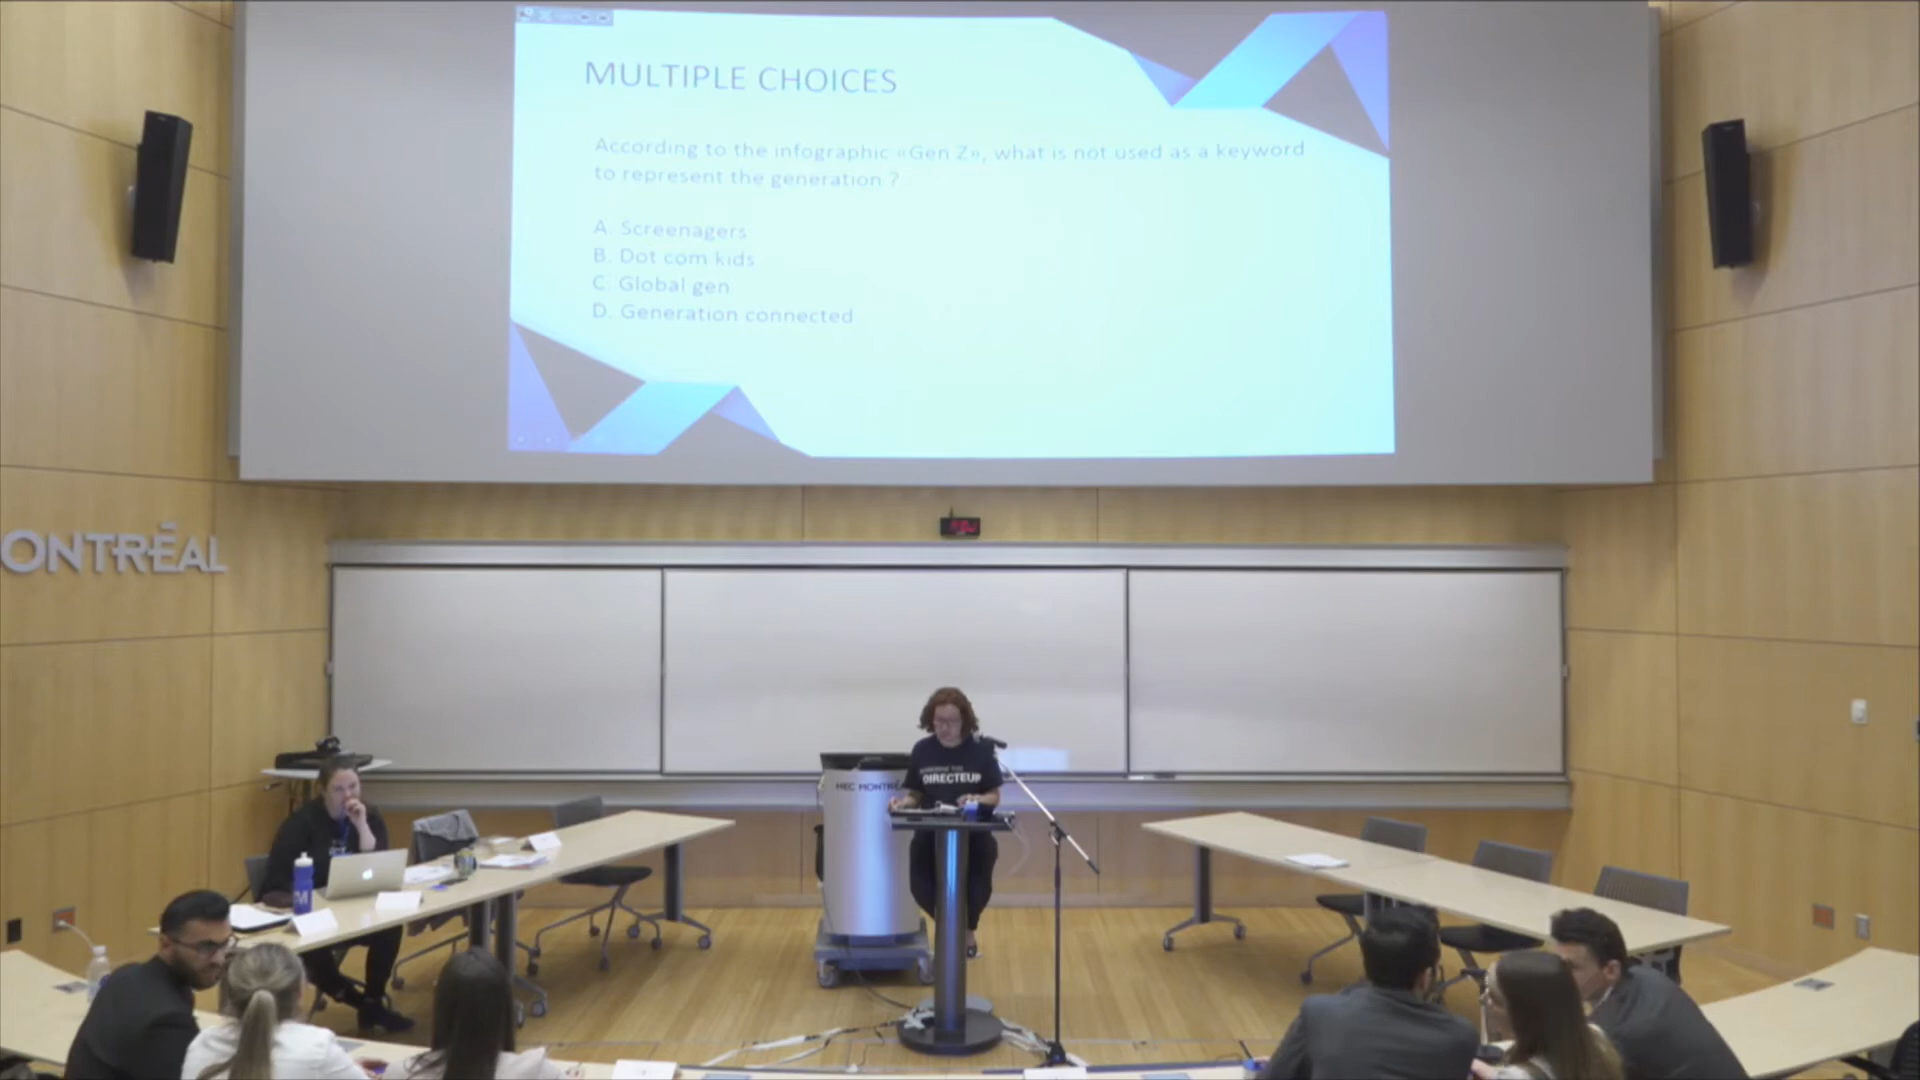 MULTIPLE CHOICES
According to the infographic «Gen Z», what is not used as a keyword
to represent the generation ?
A. Screenagers
B. Dot com kids
C. Global gen
D. Generation connected
ONTRÉAL
HEC MONTRÉA
DIRECTEUR
M